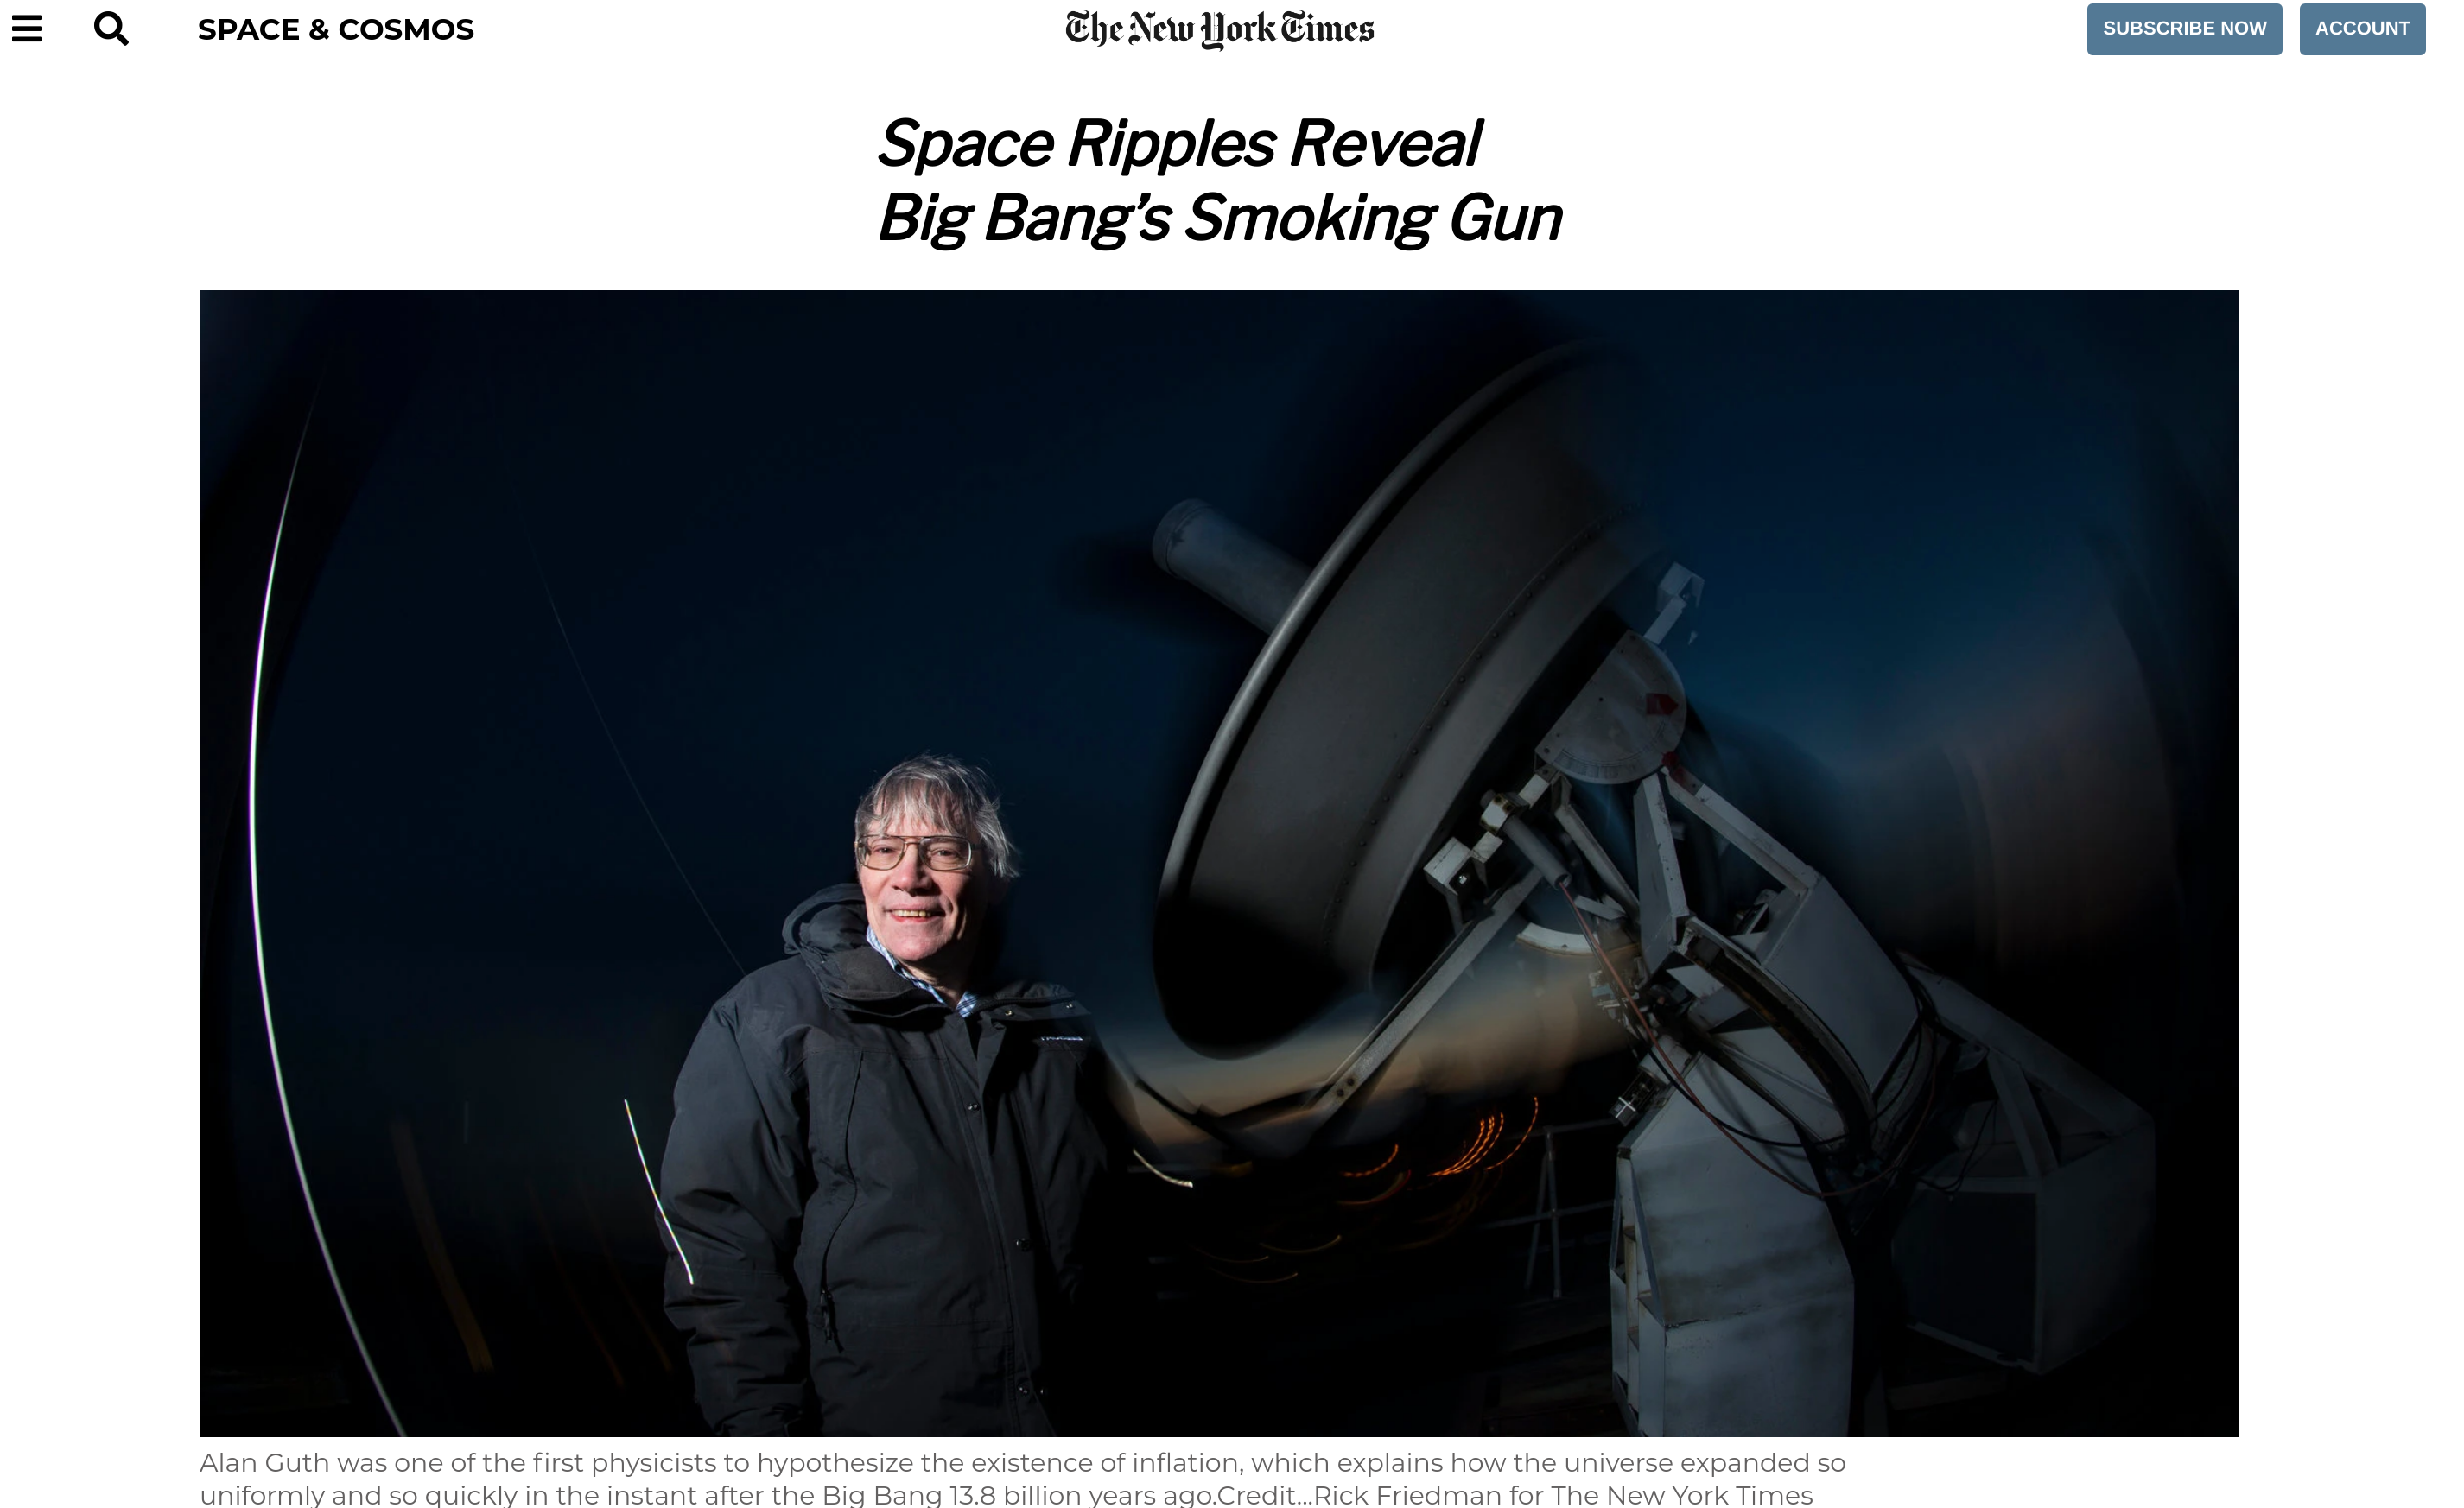 SPACE & COSMOS
The New York Times
SUBSCRIBE NOW
ACCOUNT
Space Ripples Reveal
Big Bang’s Smoking Gun
Alan Guth was one of the first physicists to hypothesize the existence of inflation, which explains how the universe expanded so
uniformly and so quickly in the instant after the Big Bang 13.8 billion years ago.Credit...Rick Friedman for The New York Times